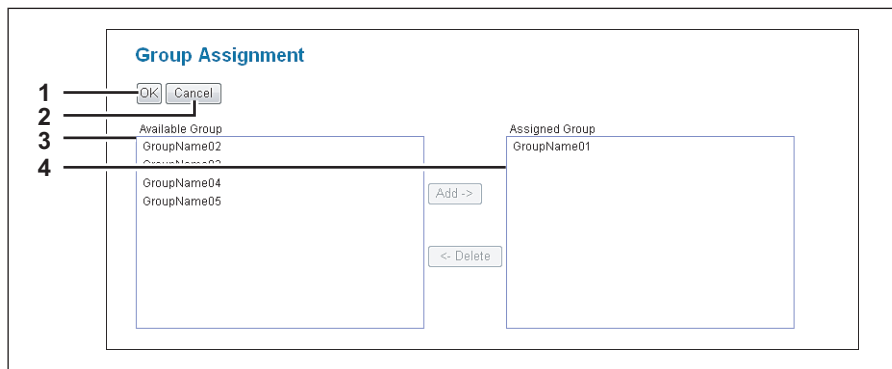 Group Assignment
1
OK Cancel
2
Available Group
Assigned Group
3
GroupName02
GroupName01
4
GroupName04
Add ->
GroupName05
<- Delete